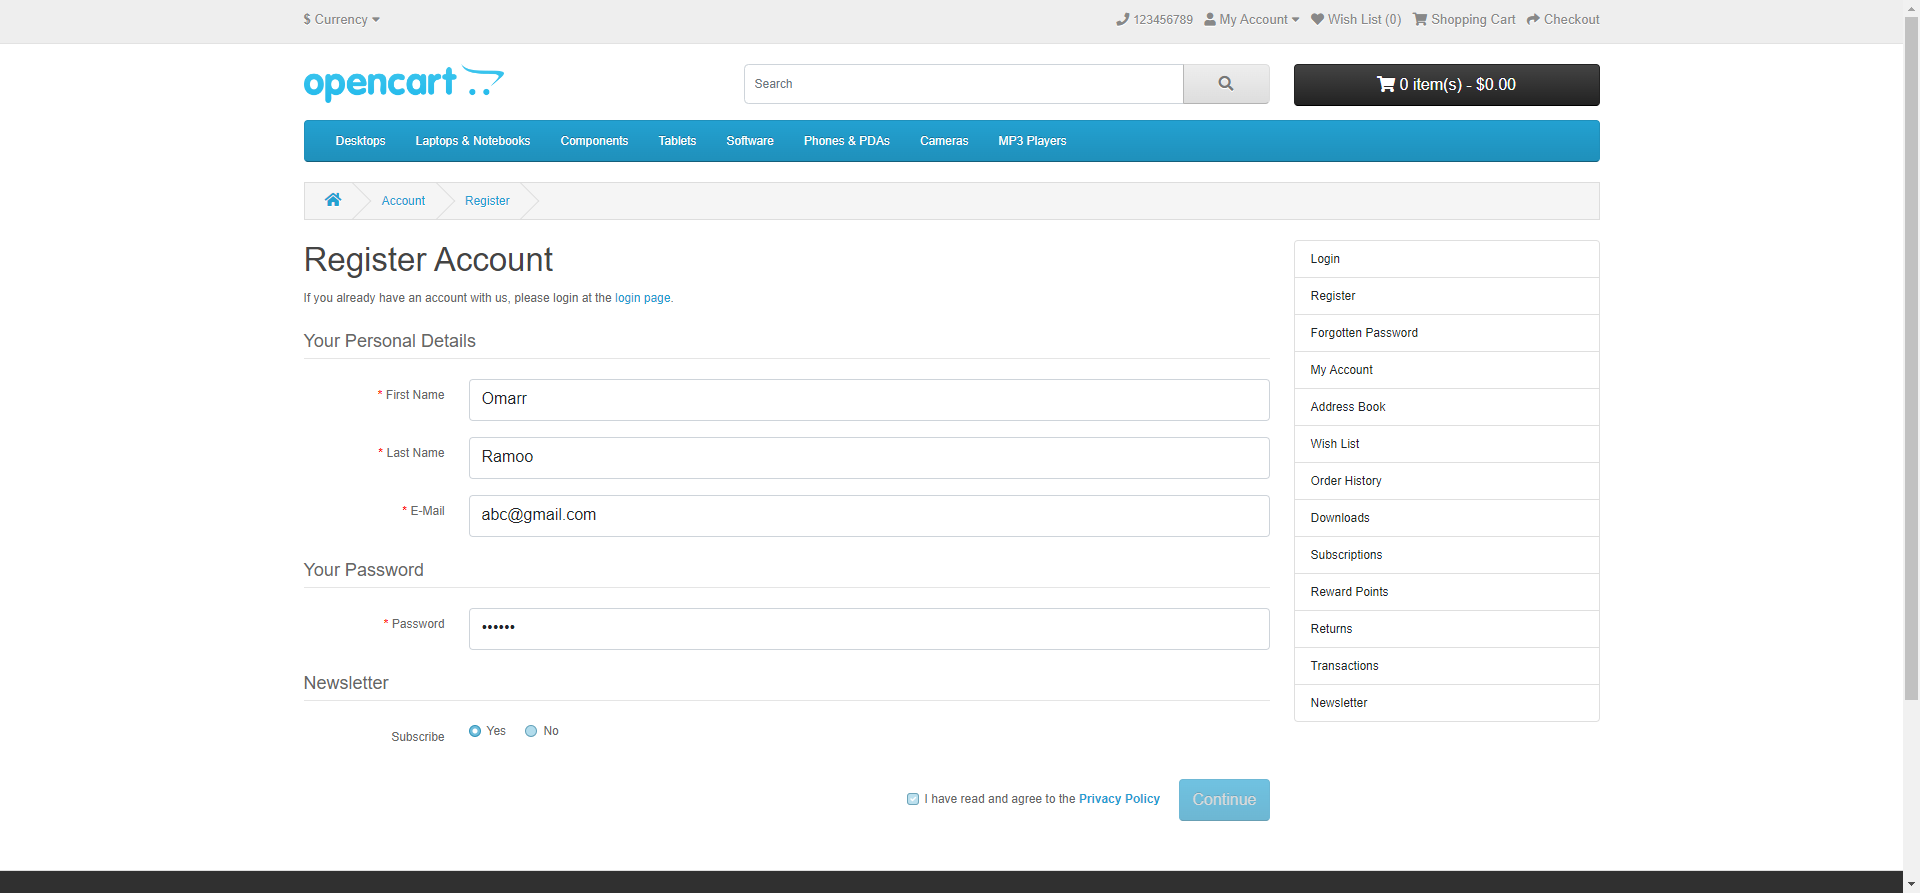 $ Currency
123456789 My Account Wish List (0) Shopping Cart Checkout
opencart
Search
0 item(s) - $0.00
Desktops Laptops & Notebooks Components Tablets Software Phones & PDAs Cameras MP3 Players
Account Register
Register Account
If you already have an account with us, please login at the login page.
Your Personal Details
* First Name Omarr
* Last Name Ramoo
* E-Mail abc@gmail.com
Your Password
* Password ••••••
Newsletter
Subscribe Yes No
I have read and agree to the Privacy Policy Continue
Login
Register
Forgotten Password
My Account
Address Book
Wish List
Order History
Downloads
Subscriptions
Reward Points
Returns
Transactions
Newsletter